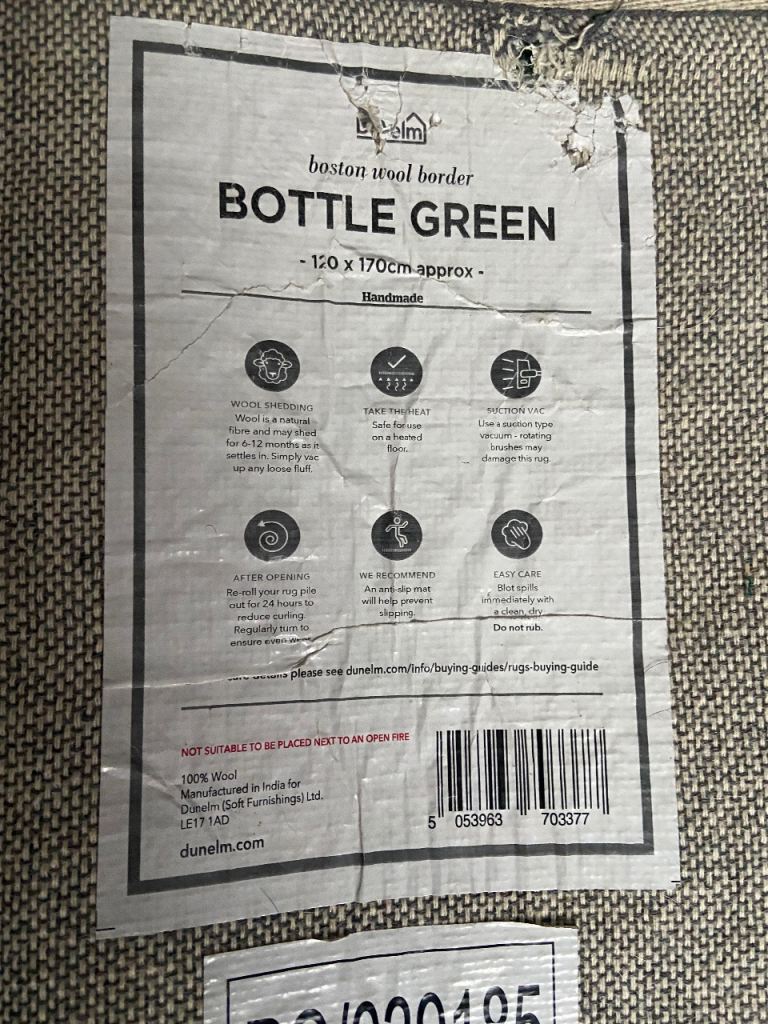 boston wool border
BOTTLE GREEN
- 120 x 170cm approx -
Handmade
WOOL SHEDDING
Wool is a natural
fibre and may shed
for 6-12 months as it
settles in. Simply vac
up any loose fluff.
TAKE THE HEAT
Safe for use
on a heated
floor.
SUCTION VAC
Use a suction type
vacuum - rotating
brushes may
damage this rug.
AFTER OPENING
Re-roll your rug pile
out for 24 hours to
reduce curling.
Regularly turn to
ensure even
WE RECOMMEND
An anti-slip mat
will help prevent
slipping.
EASY CARE
Blot spills
immediately with
a clean, dry
Do not rub.
please see dunelm.com/info/buying-guides/rugs-buying-guide
NOT SUITABLE TO BE PLACED NEXT TO AN OPEN FIRE
100% Wool
Manufactured in India for
Dunelm (Soft Furnishings) Ltd.
LE17 1AD
dunelm.com
5 053963 703377